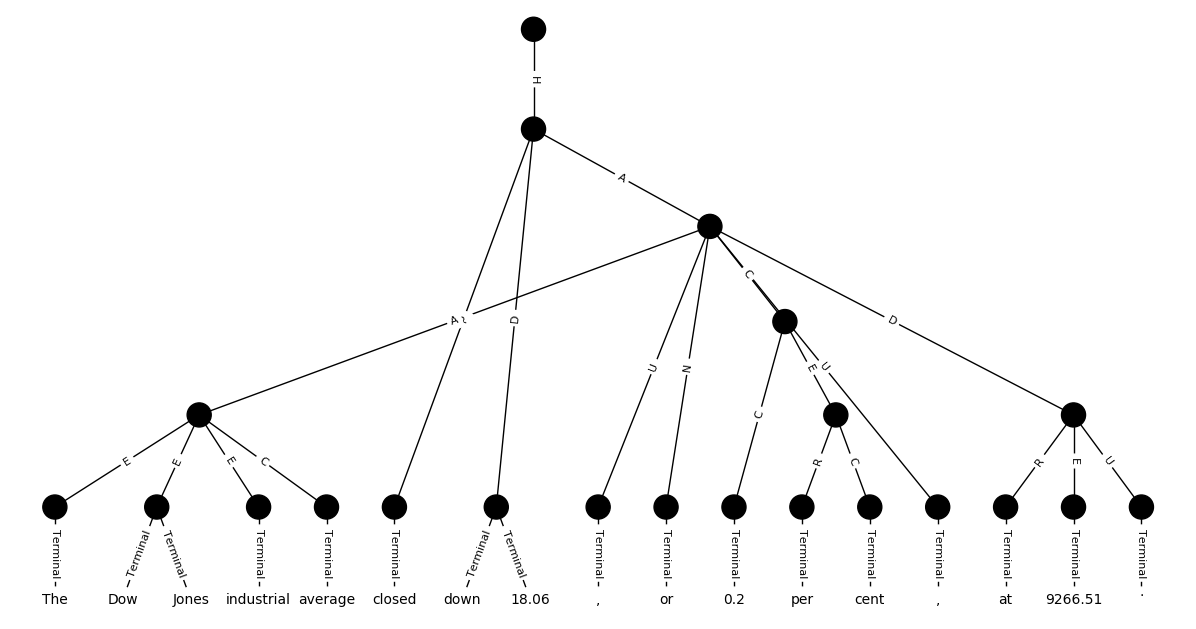 H
A
C
A D D
U N E U
C
E E E C R C R E U
Terminal Terminal Terminal Terminal Terminal Terminal Terminal Terminal Terminal Terminal Terminal Terminal Terminal Terminal Terminal Terminal Terminal
The Dow Jones industrial average closed down 18.06 , or 0.2 per cent , at 9266.51 .